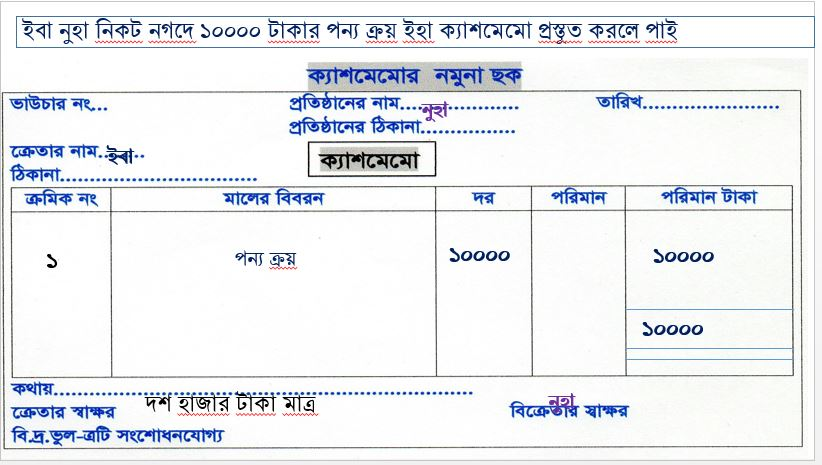 ইবা নুহা নিকট নগদে ১০০০০ টাকার পন্য ক্রয় ইহা ক্যাশমেমো প্রস্তুত করলে পাই
ক্যাশমেমোর নমুনা ছক
ভাউচার নং... প্রতিষ্ঠানের নাম....নুহা.................. তারিখ........................
প্রতিষ্ঠানের ঠিকানা................
ক্রেতার নাম..ইবা.. ক্যাশমেমো
ঠিকানা..................................
ক্রমিক নং মালের বিবরন দর পরিমান পরিমান টাকা
১ পন্য ক্রয় ১০০০০ ১০০০০
১০০০০
কথায়.......................................................................
দশ হাজার টাকা মাত্র নুহা
ক্রেতার স্বাক্ষর বিক্রেতার স্বাক্ষর
বি.দ্র.ভুল-ত্রটি সংশোধনযোগ্য